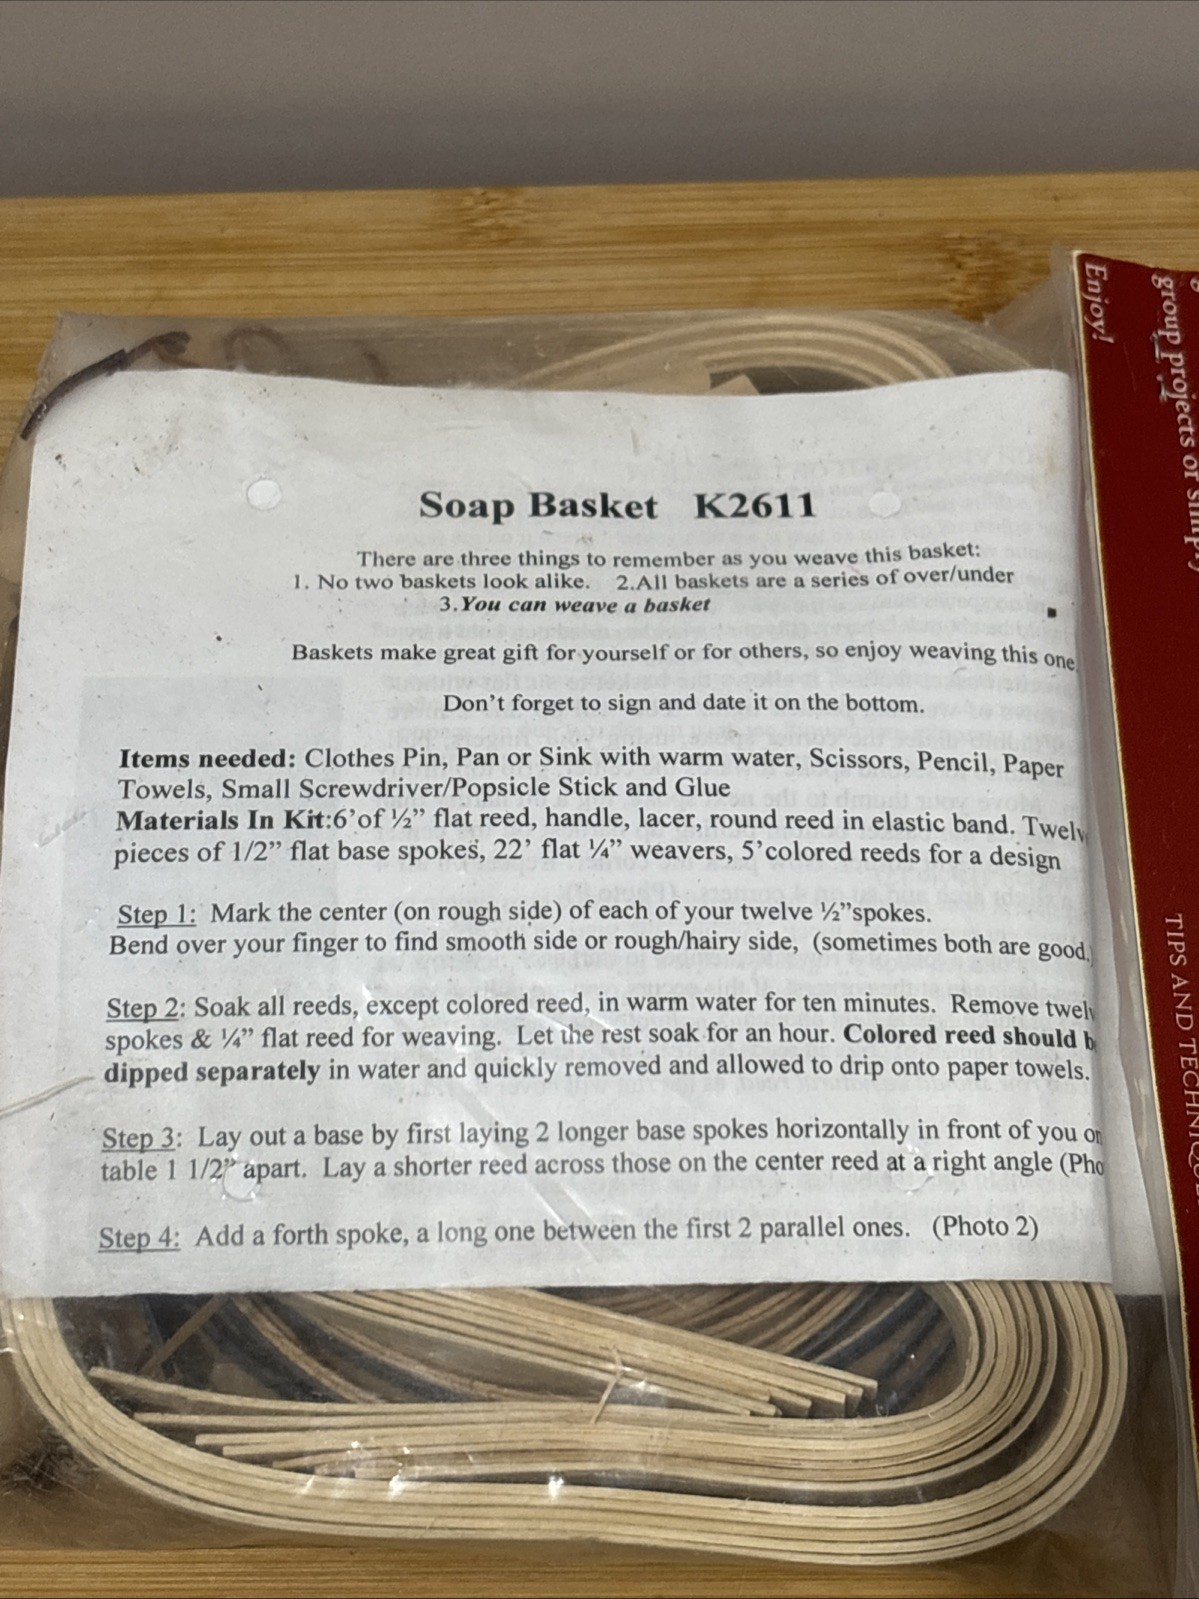 Soap Basket K2611
There are three things to remember as you weave this basket:
1. No two baskets look alike. 2.All baskets are a series of over/under
3.You can weave a basket
Baskets make great gift for yourself or for others, so enjoy weaving this one
Don't forget to sign and date it on the bottom.
Items needed: Clothes Pin, Pan or Sink with warm water, Scissors, Pencil, Paper
Towels, Small Screwdriver/Popsicle Stick and Glue
Materials In Kit:6'of ½" flat reed, handle, lacer, round reed in elastic band. Twelv
pieces of 1/2" flat base spokes, 22' flat ¼" weavers, 5'colored reeds for a design
Step 1: Mark the center (on rough side) of each of your twelve ½"spokes.
Bend over your finger to find smooth side or rough/hairy side, (sometimes both are good.)
Step 2: Soak all reeds, except colored reed, in warm water for ten minutes. Remove twelv
spokes & ¼" flat reed for weaving. Let the rest soak for an hour. Colored reed should b
dipped separately in water and quickly removed and allowed to drip onto paper towels.
Step 3: Lay out a base by first laying 2 longer base spokes horizontally in front of you on
table 1 1/2" apart. Lay a shorter reed across those on the center reed at a right angle (Pho
Step 4: Add a forth spoke, a long one between the first 2 parallel ones. (Photo 2)
group projects or simply
Enjoy!
TIPS AND TECHNIQUE